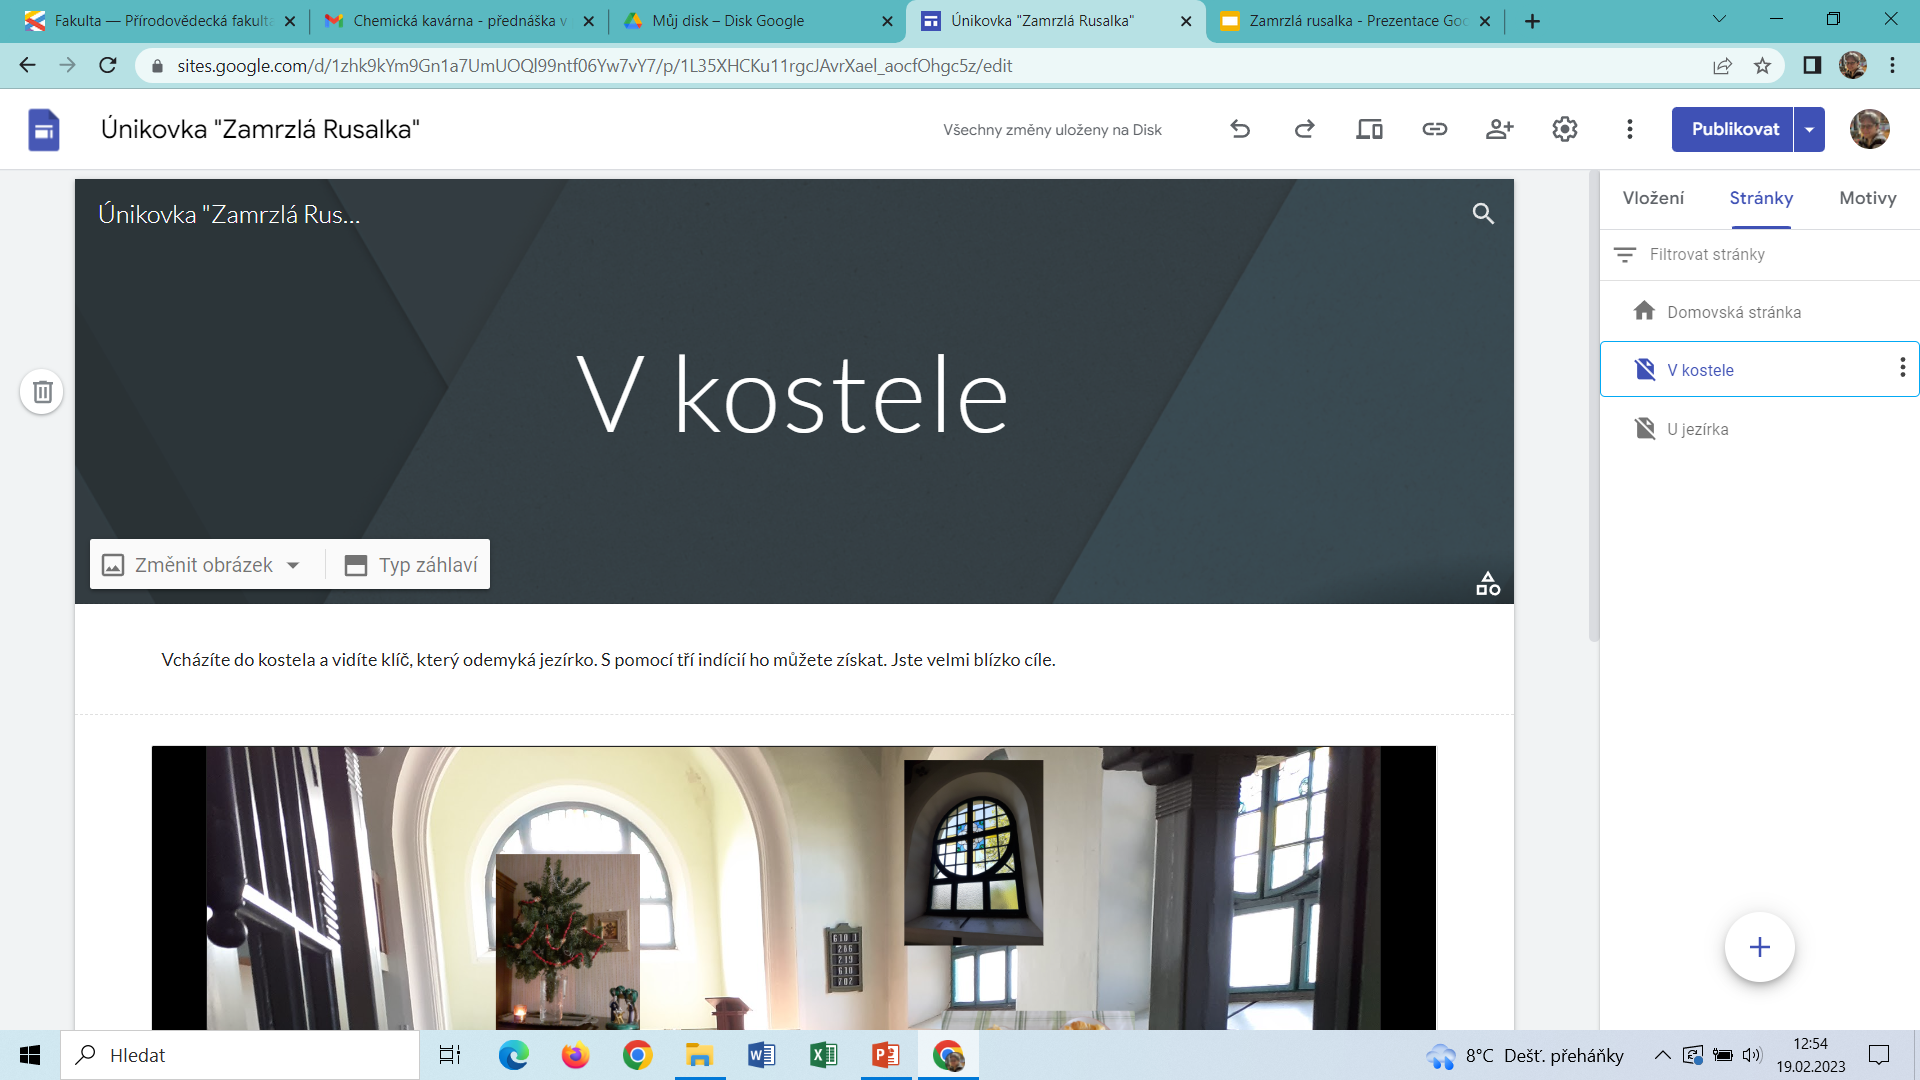 Fakulta — Přírodovědecká fakulta
Chemická kavárna - přednáška v
Můj disk – Disk Google
Únikovka "Zamrzlá Rusalka"
Zamrzlá rusalka - Prezentace Goo
sites.google.com/d/1zhk9kYm9Gn1a7UmUOQl99ntf06Yw7vY7/p/1L35XHCKu11rgcJAvrXael_aocfOhgc5z/edit
Únikovka "Zamrzlá Rusalka"
Všechny změny uloženy na Disk
Publikovat
Únikovka "Zamrzlá Rus...
Vložení
Stránky
Motivy
Filtrovat stránky
Domovská stránka
V kostele
U jezírka
V kostele
Změnit obrázek
Typ záhlaví
Vcházíte do kostela a vidíte klíč, který odemyká jezírko. S pomocí tří indícií ho můžete získat. Jste velmi blízko cíle.
Hledat
8°C Dešť. přeháňky
12:54
19.02.2023